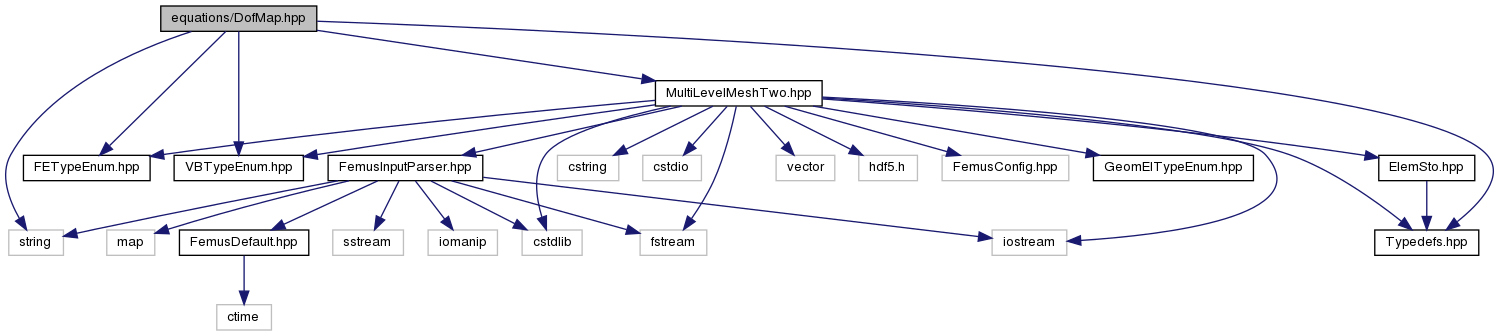 equations/DofMap.hpp
MultiLevelMeshTwo.hpp
FETypeEnum.hpp
VBTypeEnum.hpp
FemusInputParser.hpp
cstring
cstdio
vector
hdf5.h
FemusConfig.hpp
GeomElTypeEnum.hpp
ElemSto.hpp
string
map
FemusDefault.hpp
sstream
iomanip
cstdlib
fstream
iostream
Typedefs.hpp
ctime